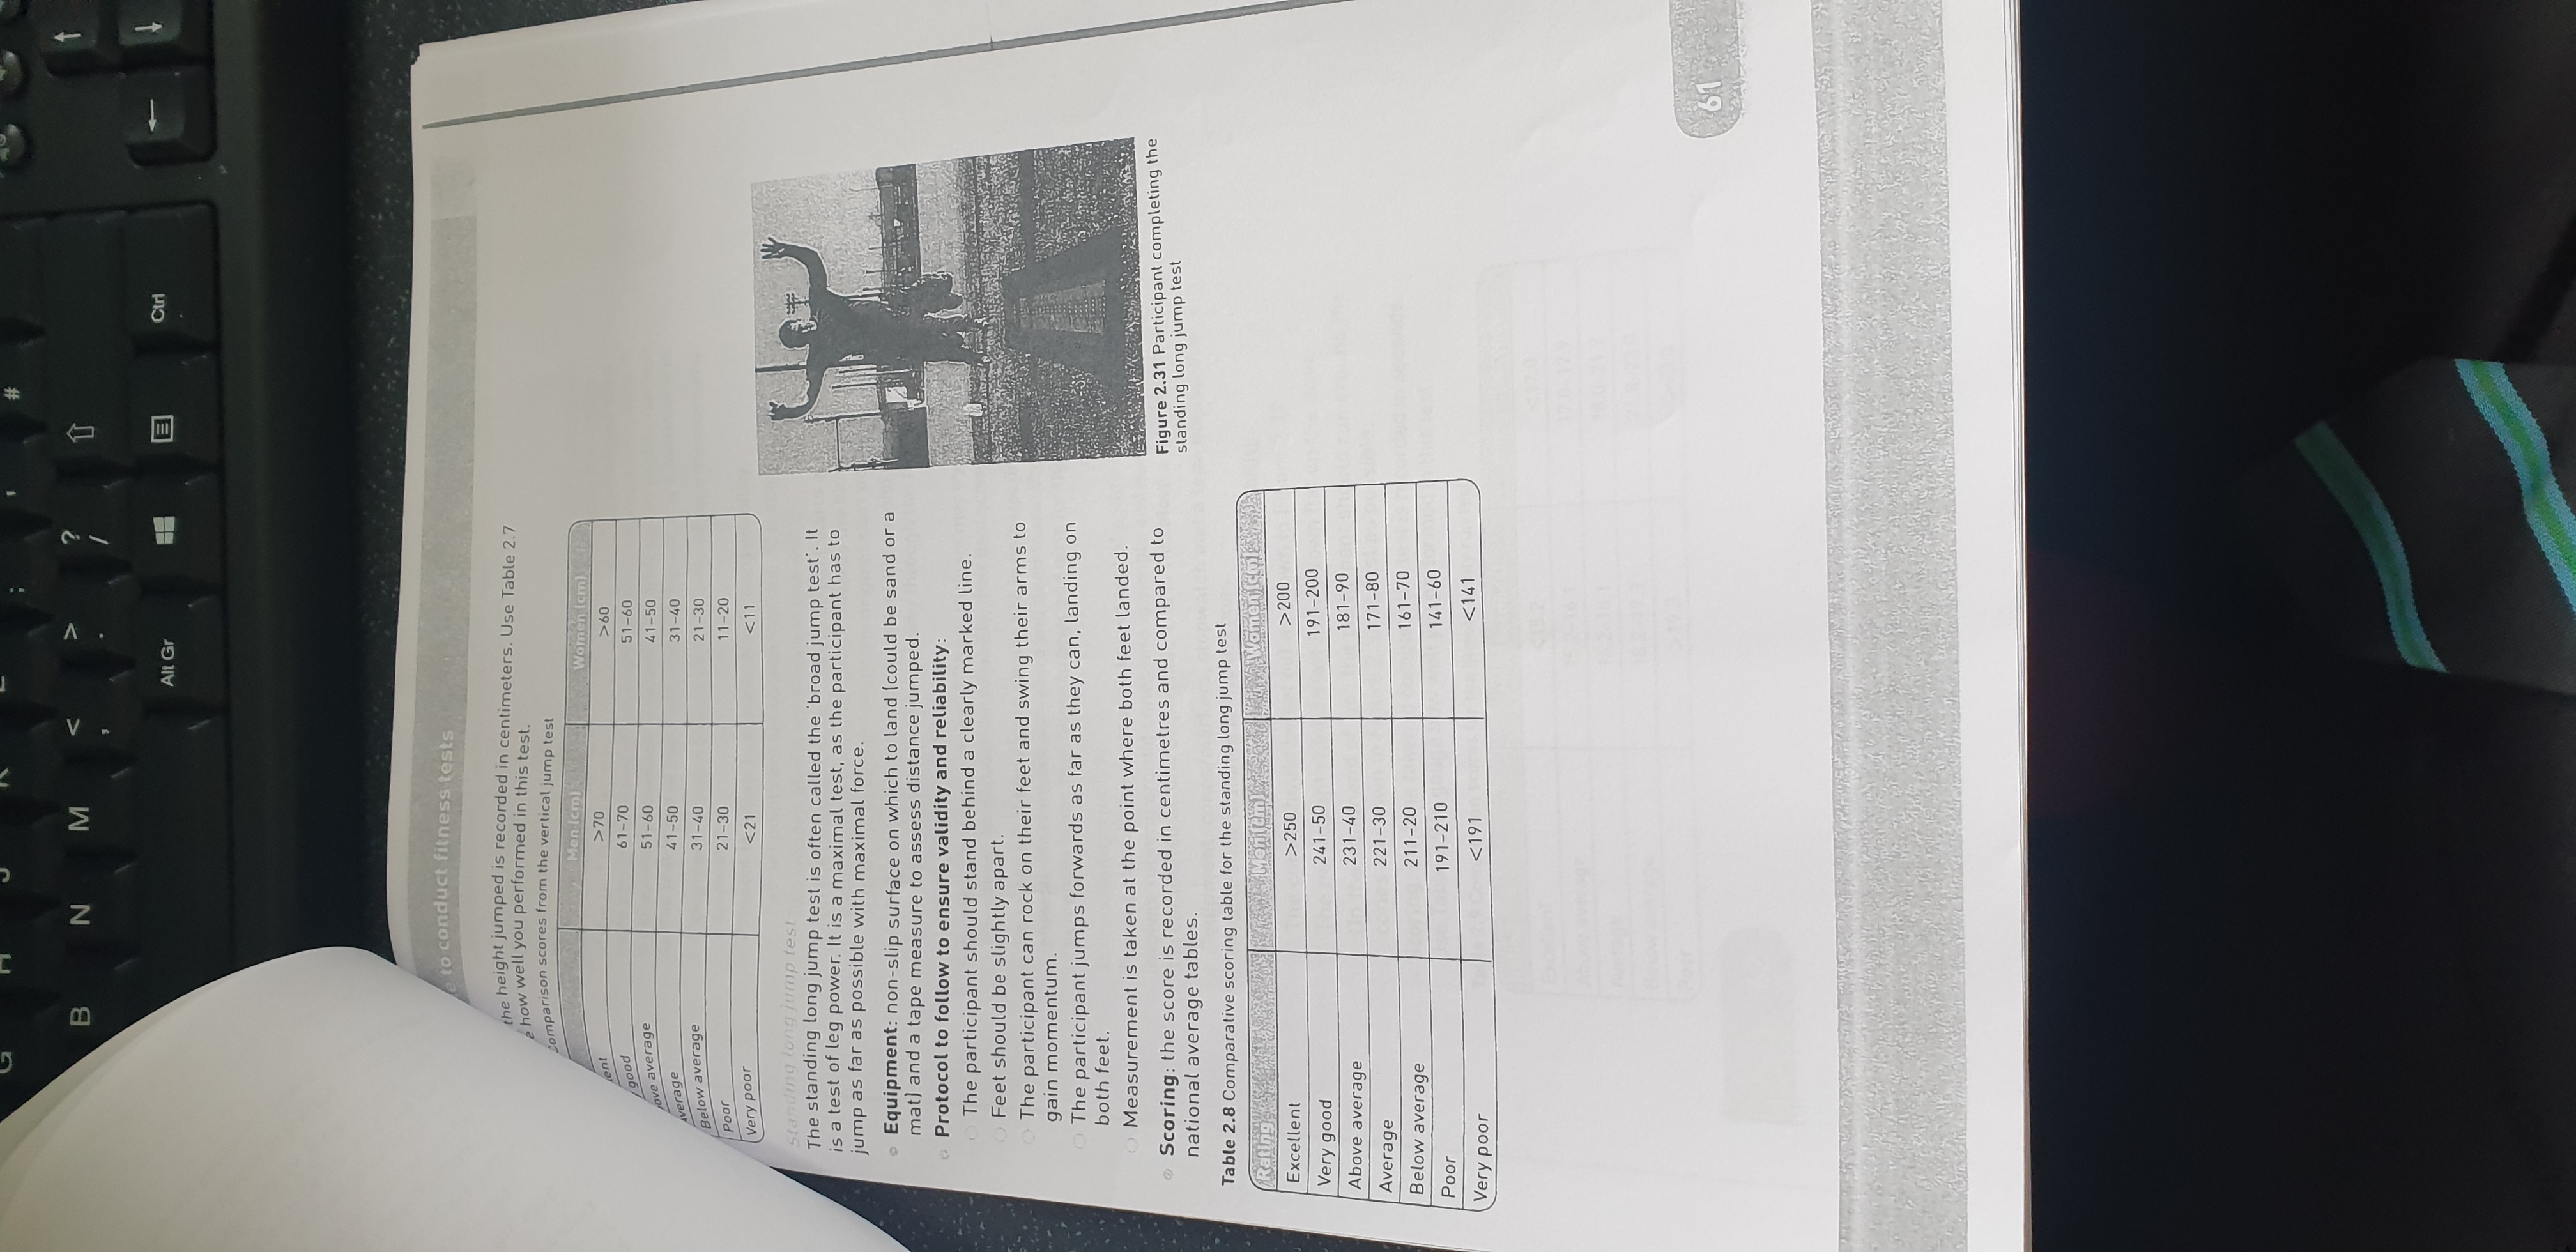 G H J K L ; ' #
B N M < , > . ? / ⇧ ↑
Alt Gr Ctrl ← ↓
to conduct fitness tests
the height jumped is recorded in centimeters. Use Table 2.7
how well you performed in this test.
comparison scores from the vertical jump test
Men (cm) Women (cm)
>70 >60
good 61–70 51–60
average 51–60 41–50
average 41–50 31–40
Below average 31–40 21–30
Poor 21–30 11–20
Very poor <21 <11
Standing long jump test
The standing long jump test is often called the 'broad jump test'. It
is a test of leg power. It is a maximal test, as the participant has to
jump as far as possible with maximal force.
Equipment: non-slip surface on which to land (could be sand or a
mat) and a tape measure to assess distance jumped.
Protocol to follow to ensure validity and reliability:
The participant should stand behind a clearly marked line.
Feet should be slightly apart.
The participant can rock on their feet and swing their arms to
gain momentum.
The participant jumps forwards as far as they can, landing on
both feet.
Measurement is taken at the point where both feet landed.
Scoring: the score is recorded in centimetres and compared to
national average tables.
Figure 2.31 Participant completing the
standing long jump test
Table 2.8 Comparative scoring table for the standing long jump test
Rating Men (cm) Women (cm)
Excellent >250 >200
Very good 241–50 191–200
Above average 231–40 181–90
Average 221–30 171–80
Below average 211–20 161–70
Poor 191–210 141–60
Very poor <191 <141
61